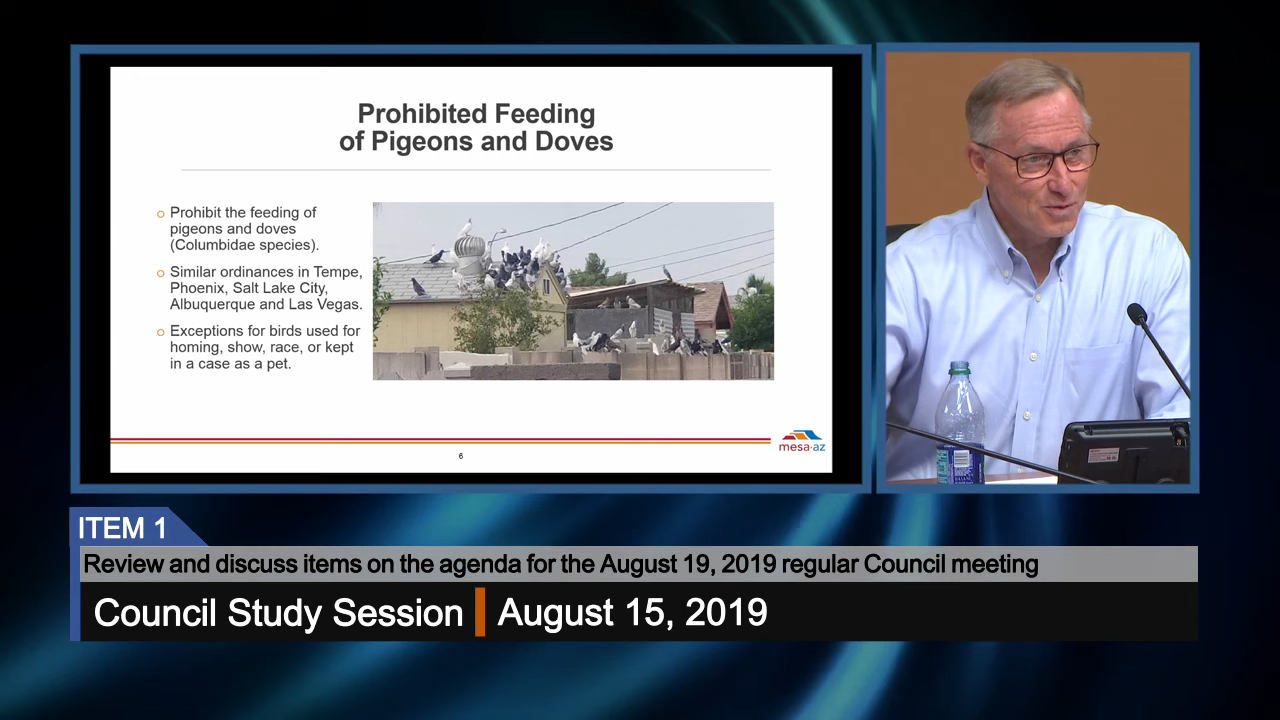 Prohibited Feeding
of Pigeons and Doves
Prohibit the feeding of
pigeons and doves
(Columbidae species).
Similar ordinances in Tempe,
Phoenix, Salt Lake City,
Albuquerque and Las Vegas.
Exceptions for birds used for
homing, show, race, or kept
in a case as a pet.
mesa·az
6
ITEM 1
Review and discuss items on the agenda for the August 19, 2019 regular Council meeting
Council Study Session August 15, 2019